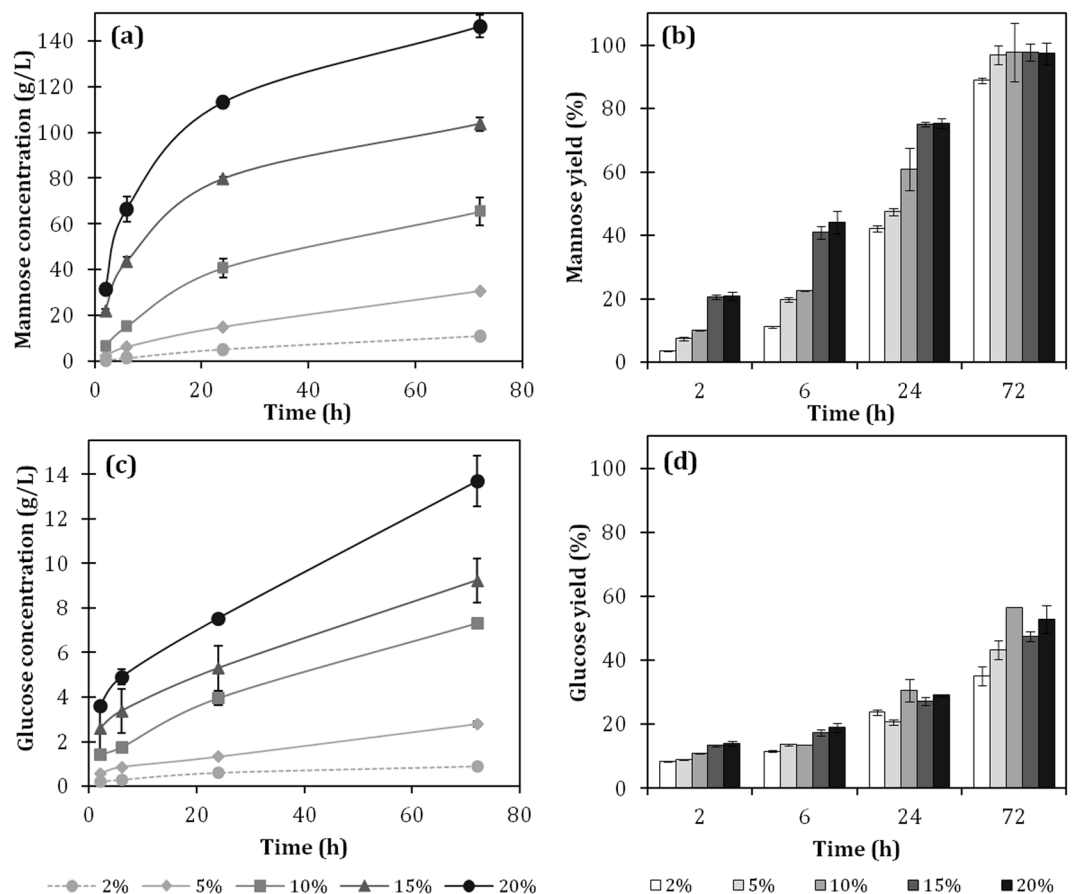 (a)
Mannose concentration (g/L)
140
120
100
80
60
40
20
0
0 20 40 60 80
Time (h)
(b)
Mannose yield (%)
100
80
60
40
20
0
2 6 24 72
Time (h)
(c)
Glucose concentration (g/L)
14
12
10
8
6
4
2
0
0 20 40 60 80
Time (h)
(d)
Glucose yield (%)
100
80
60
40
20
0
2 6 24 72
Time (h)
2% 5% 10% 15% 20%
2% 5% 10% 15% 20%